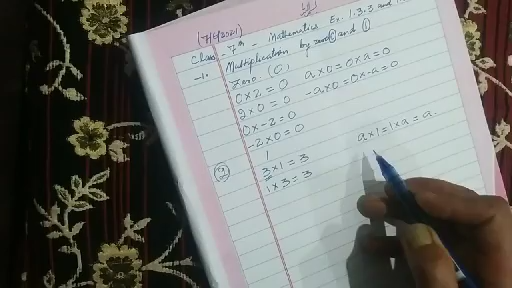 (7/6/2021)
Class - 7th - Mathematics Ex. 1.3.3 and
Multiplication by zero (0) and (1)
Zero (0)
0 x 2 = 0 a x 0 = 0 x a = 0
2 x 0 = 0 -a x 0 = 0 x -a = 0
0 x -2 = 0
-2 x 0 = 0
1
3 x 1 = 3 a x 1 = 1 x a = a.
1 x 3 = 3